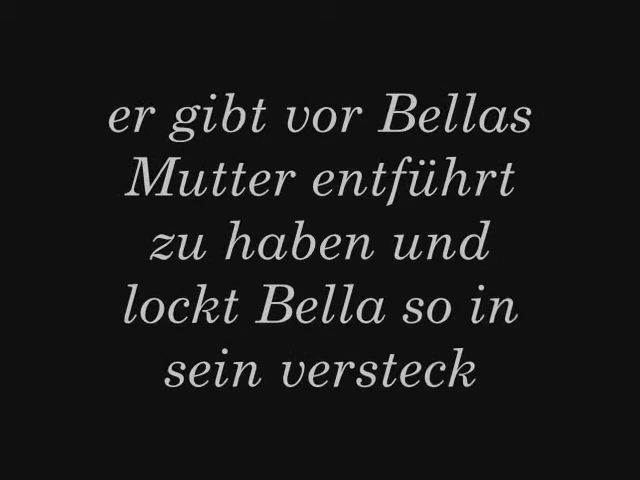 er gibt vor Bellas
Mutter entführt
zu haben und
lockt Bella so in
sein versteck